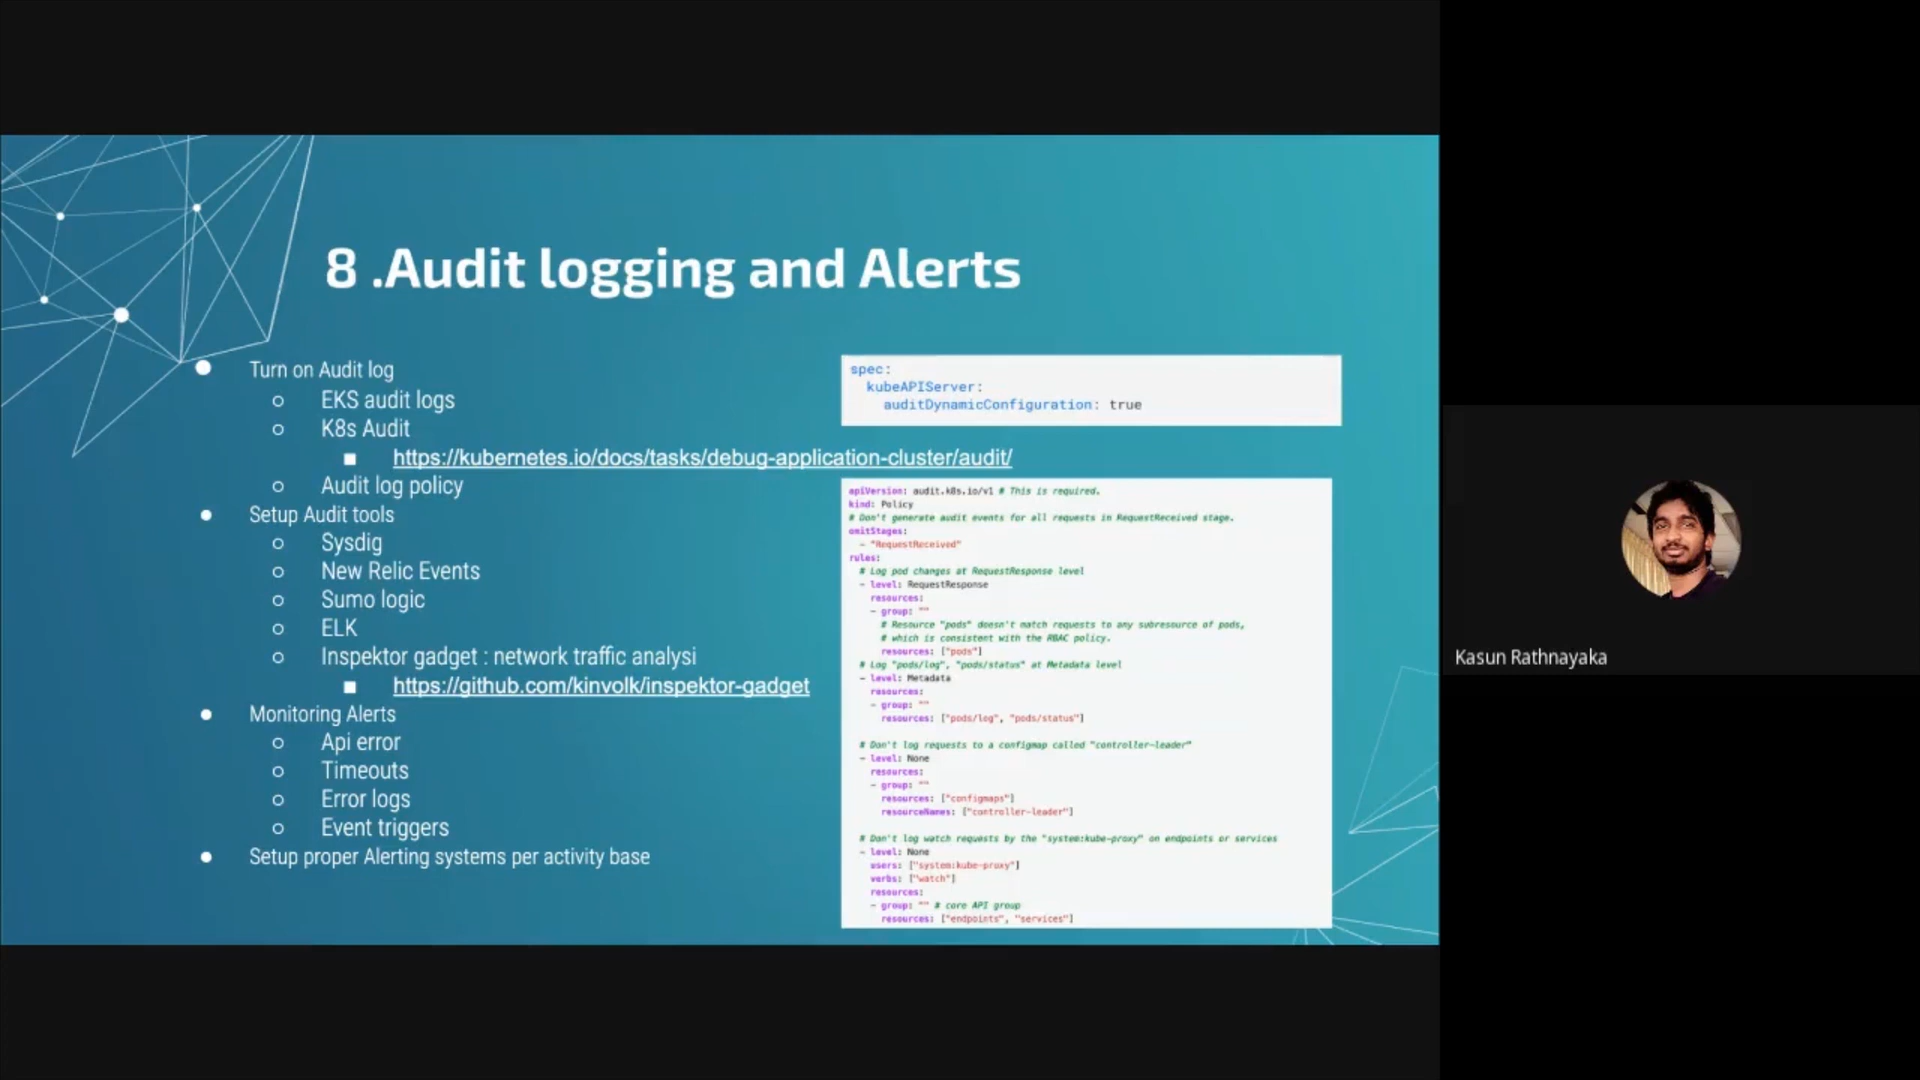 8 .Audit logging and Alerts
Turn on Audit log
EKS audit logs
K8s Audit
https://kubernetes.io/docs/tasks/debug-application-cluster/audit/
Audit log policy
Setup Audit tools
Sysdig
New Relic Events
Sumo logic
ELK
Inspektor gadget : network traffic analysi
https://github.com/kinvolk/inspektor-gadget
Monitoring Alerts
Api error
Timeouts
Error logs
Event triggers
Setup proper Alerting systems per activity base
spec:
kubeAPIServer:
auditDynamicConfiguration: true
apiVersion: audit.k8s.io/v1 # This is required.
kind: Policy
# Don't generate audit events for all requests in RequestReceived stage.
omitStages:
- "RequestReceived"
rules:
# Log pod changes at RequestResponse level
- level: RequestResponse
resources:
- group: ""
# Resource "pods" doesn't match requests to any subresource of pods,
# which is consistent with the RBAC policy.
resources: ["pods"]
# Log "pods/log", "pods/status" at Metadata level
- level: Metadata
resources:
- group: ""
resources: ["pods/log", "pods/status"]
# Don't log requests to a configmap called "controller-leader"
- level: None
resources:
- group: ""
resources: ["configmaps"]
resourceNames: ["controller-leader"]
# Don't log watch requests by the "system:kube-proxy" on endpoints or services
- level: None
users: ["system:kube-proxy"]
verbs: ["watch"]
resources:
- group: "" # core API group
resources: ["endpoints", "services"]
Kasun Rathnayaka